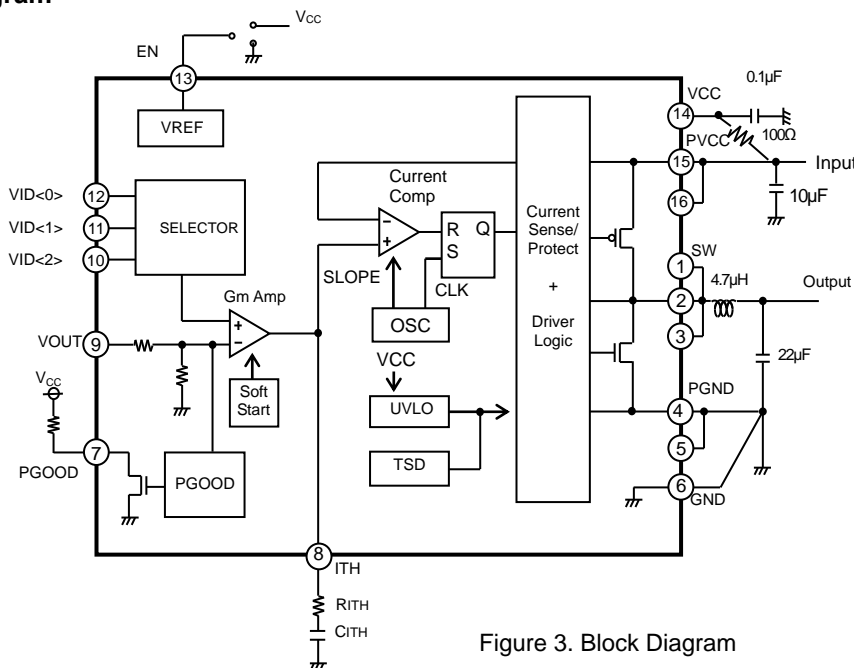 gram
VCC
EN
13
VREF
0.1µF
VCC
14
100Ω
PVCC
15
Input
16
10µF
VID<0>
12
VID<1>
11
VID<2>
10
SELECTOR
Current
Comp
−
+
R
Q
S
SLOPE
CLK
OSC
Current
Sense/
Protect
+
Driver
Logic
SW
1
4.7µH
2
Output
3
22µF
Gm Amp
+
−
VOUT
9
Soft
Start
VCC
VCC
UVLO
TSD
PGND
4
5
6
GND
7
PGOOD
PGOOD
8
ITH
RITH
CITH
Figure 3. Block Diagram